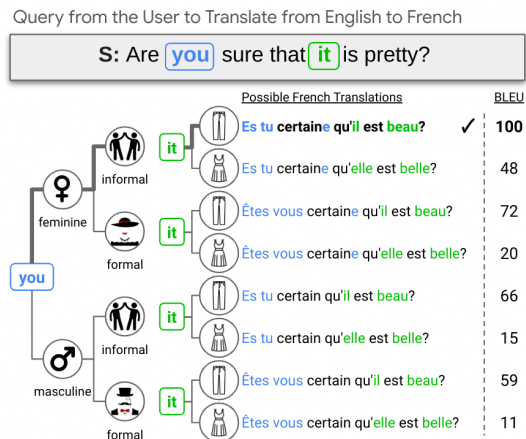 Query from the User to Translate from English to French
S: Are you sure that it is pretty?
Possible French Translations BLEU
it Es tu certaine qu'il est beau? ✓ 100
informal
Es tu certaine qu'elle est belle? 48
feminine
it Êtes vous certaine qu'il est beau? 72
formal
Êtes vous certaine qu'elle est belle? 20
you
it Es tu certain qu'il est beau? 66
informal
Es tu certain qu'elle est belle? 15
masculine
it Êtes vous certain qu'il est beau? 59
formal
Êtes vous certain qu'elle est belle? 11